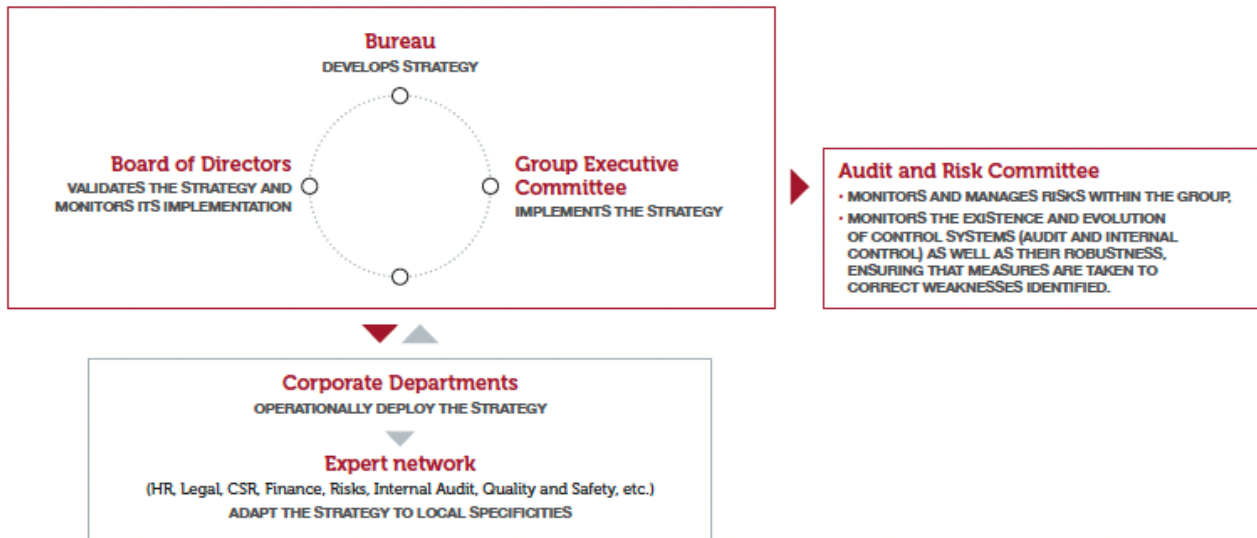 Bureau
DEVELOPS STRATEGY
Board of Directors
VALIDATES THE STRATEGY AND
MONITORS ITS IMPLEMENTATION
Group Executive
Committee
IMPLEMENTS THE STRATEGY
Audit and Risk Committee
• MONITORS AND MANAGES RISKS WITHIN THE GROUP,
• MONITORS THE EXISTENCE AND EVOLUTION
OF CONTROL SYSTEMS (AUDIT AND INTERNAL
CONTROL) AS WELL AS THEIR ROBUSTNESS,
ENSURING THAT MEASURES ARE TAKEN TO
CORRECT WEAKNESSES IDENTIFIED.
Corporate Departments
OPERATIONALLY DEPLOY THE STRATEGY
Expert network
(HR, Legal, CSR, Finance, Risks, Internal Audit, Quality and Safety, etc.)
ADAPT THE STRATEGY TO LOCAL SPECIFICITIES